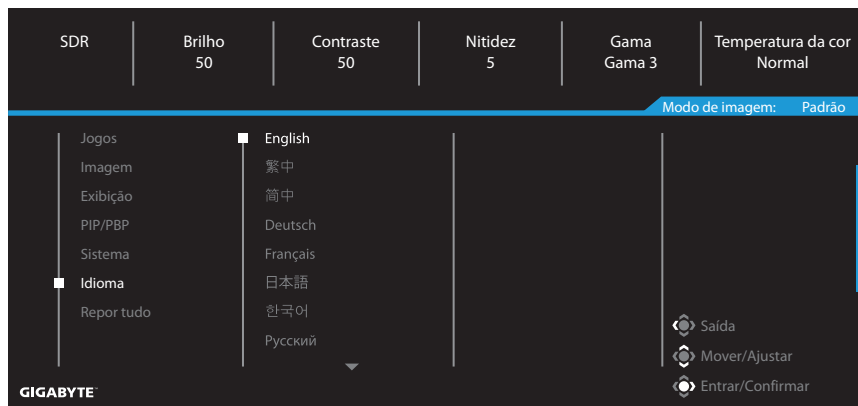 SDR
Brilho
50
Contraste
50
Nitidez
5
Gama
Gama 3
Temperatura da cor
Normal
Modo de imagem: Padrão
Jogos
Imagem
Exibição
PIP/PBP
Sistema
Idioma
Repor tudo
English
繁中
简中
Deutsch
Français
日本語
한국어
Русский
Saída
Mover/Ajustar
Entrar/Confirmar
GIGABYTE™